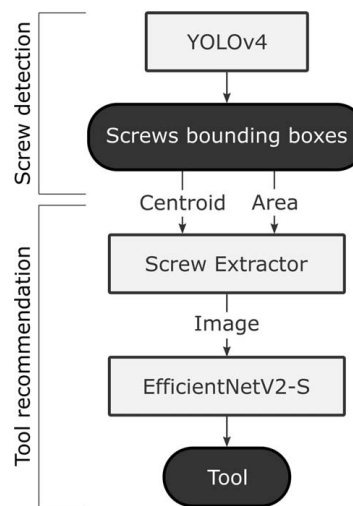 Screw detection
YOLOv4
Screws bounding boxes
Centroid Area
Tool recommendation
Screw Extractor
Image
EfficientNetV2-S
Tool